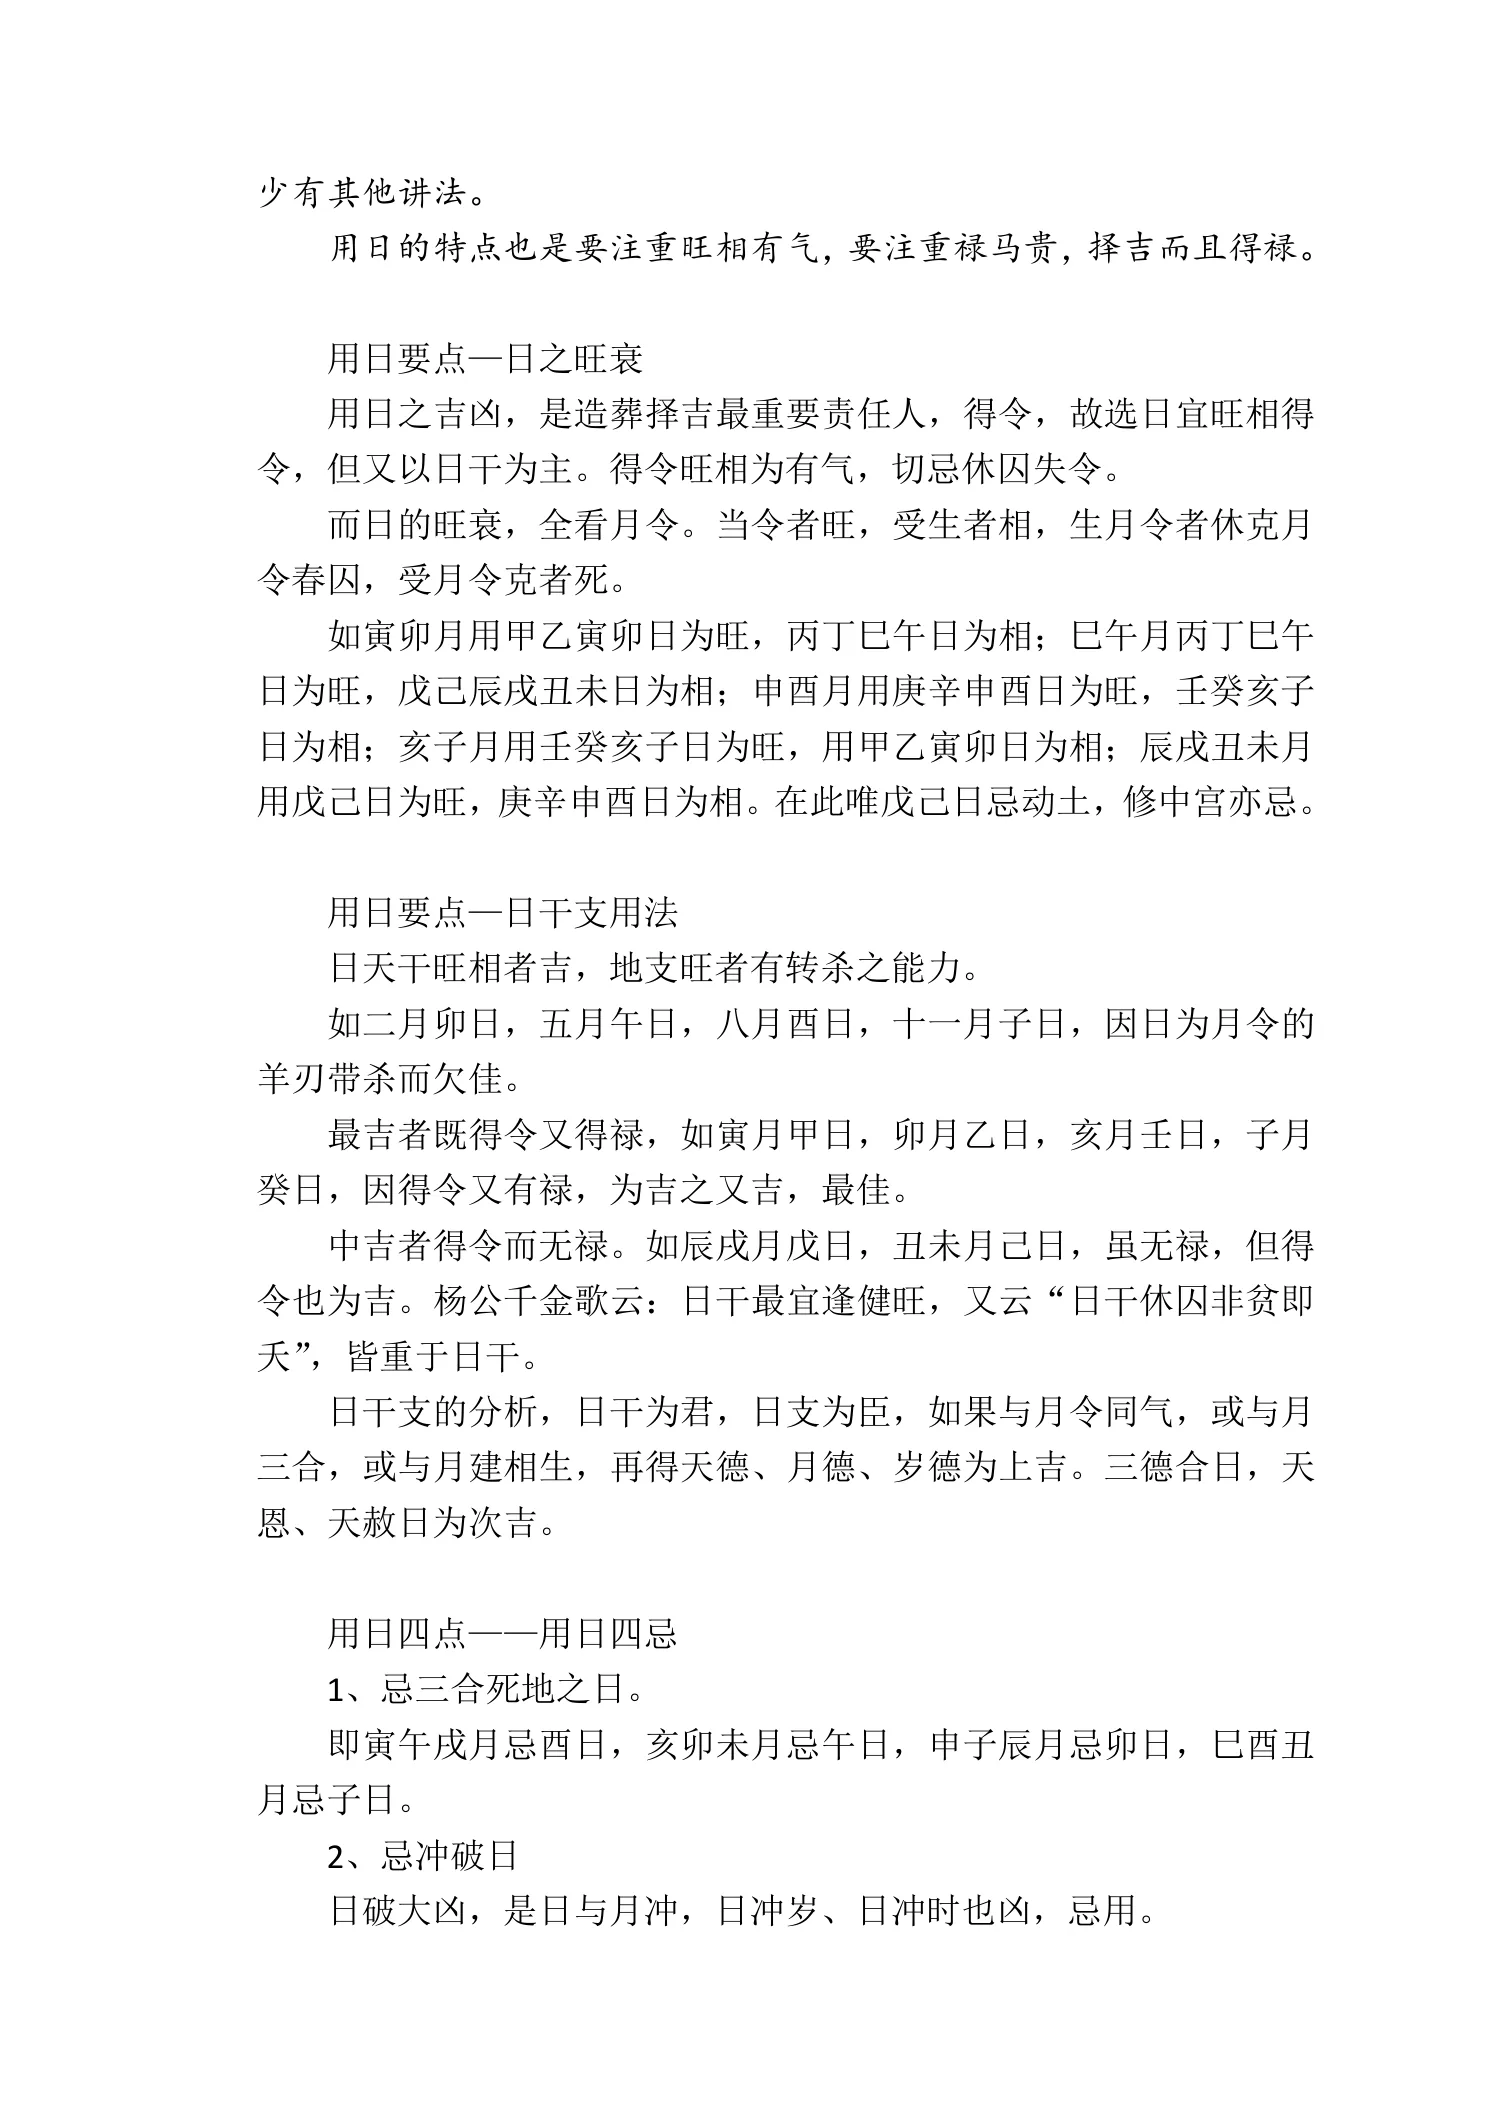 少有其他讲法。
用日的特点也是要注重旺相有气，要注重禄马贵，择吉而且得禄。
用日要点—日之旺衰
用日之吉凶，是造葬择吉最重要责任人，得令，故选日宜旺相得
令，但又以日干为主。得令旺相为有气，切忌休囚失令。
而日的旺衰，全看月令。当令者旺，受生者相，生月令者休克月
令春囚，受月令克者死。
如寅卯月用甲乙寅卯日为旺，丙丁巳午日为相；巳午月丙丁巳午
日为旺，戊己辰戌丑未日为相；申酉月用庚辛申酉日为旺，壬癸亥子
日为相；亥子月用壬癸亥子日为旺，用甲乙寅卯日为相；辰戌丑未月
用戊己日为旺，庚辛申酉日为相。在此唯戊己日忌动土，修中宫亦忌。
用日要点—日干支用法
日天干旺相者吉，地支旺者有转杀之能力。
如二月卯日，五月午日，八月酉日，十一月子日，因日为月令的
羊刃带杀而欠佳。
最吉者既得令又得禄，如寅月甲日，卯月乙日，亥月壬日，子月
癸日，因得令又有禄，为吉之又吉，最佳。
中吉者得令而无禄。如辰戌月戊日，丑未月己日，虽无禄，但得
令也为吉。杨公千金歌云：日干最宜逢健旺，又云“日干休囚非贫即
夭”，皆重于日干。
日干支的分析，日干为君，日支为臣，如果与月令同气，或与月
三合，或与月建相生，再得天德、月德、岁德为上吉。三德合日，天
恩、天赦日为次吉。
用日四点——用日四忌
1、忌三合死地之日。
即寅午戌月忌酉日，亥卯未月忌午日，申子辰月忌卯日，巳酉丑
月忌子日。
2、忌冲破日
日破大凶，是日与月冲，日冲岁、日冲时也凶，忌用。